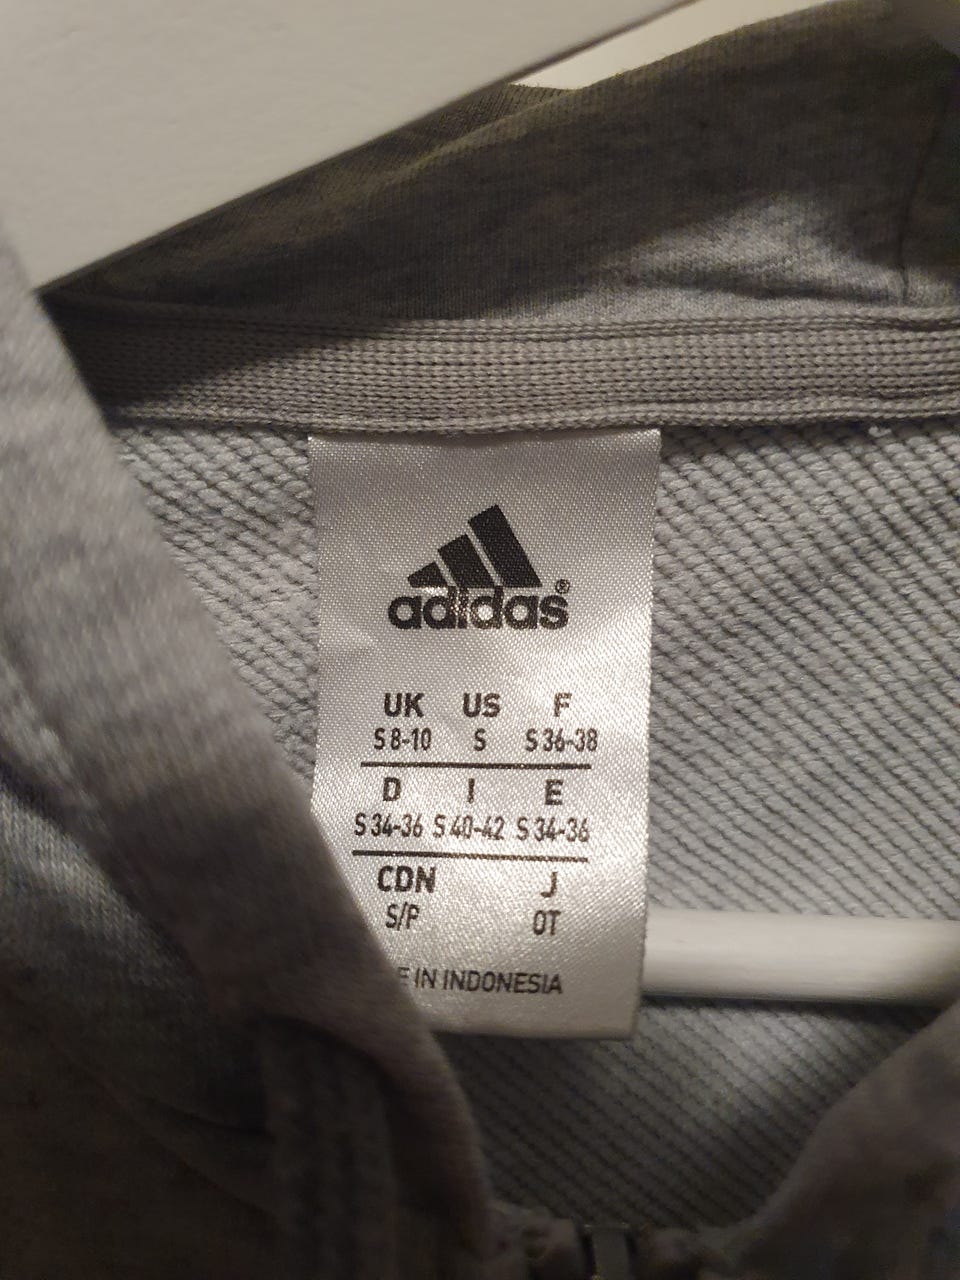 adidas®
UK US F
S 8-10 S S 36-38
D I E
S 34-36 S 40-42 S 34-36
CDN J
S/P OT
E IN INDONESIA